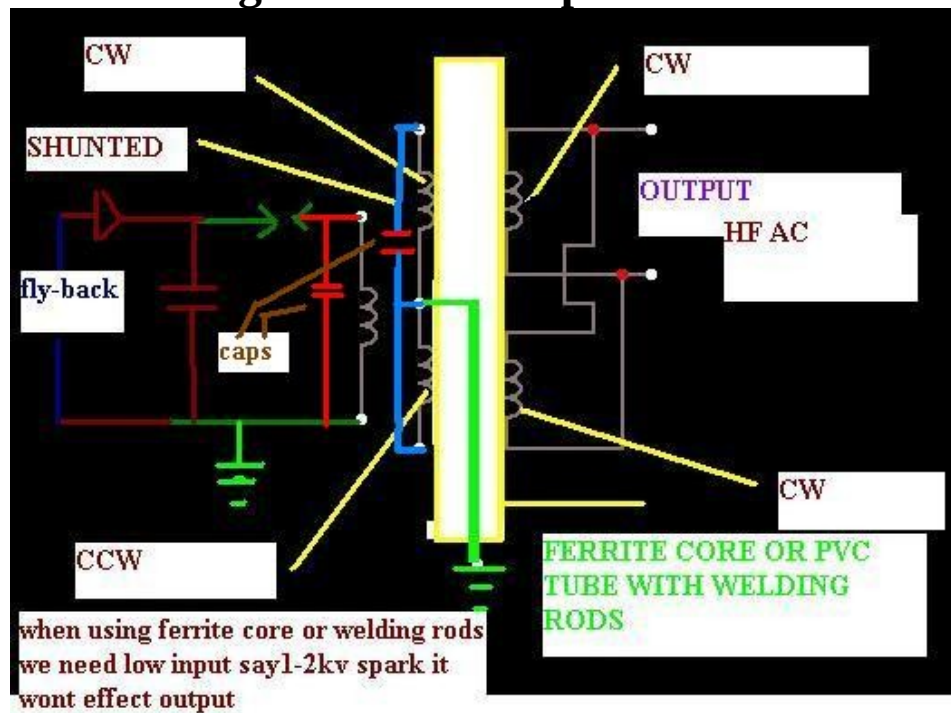 CW
CW
SHUNTED
OUTPUT
HF AC
fly-back
caps
CW
CCW
FERRITE CORE OR PVC
TUBE WITH WELDING
RODS
when using ferrite core or welding rods
we need low input say1-2kv spark it
wont effect output